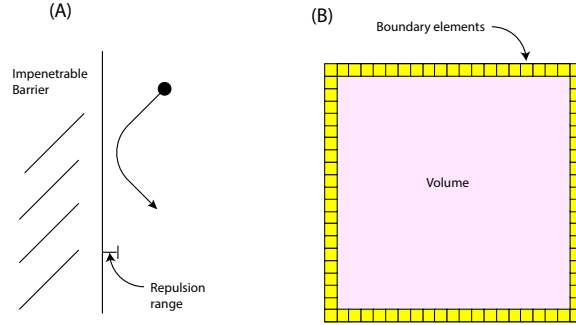 (A)
Impenetrable
Barrier
Repulsion
range
(B)
Boundary elements
Volume